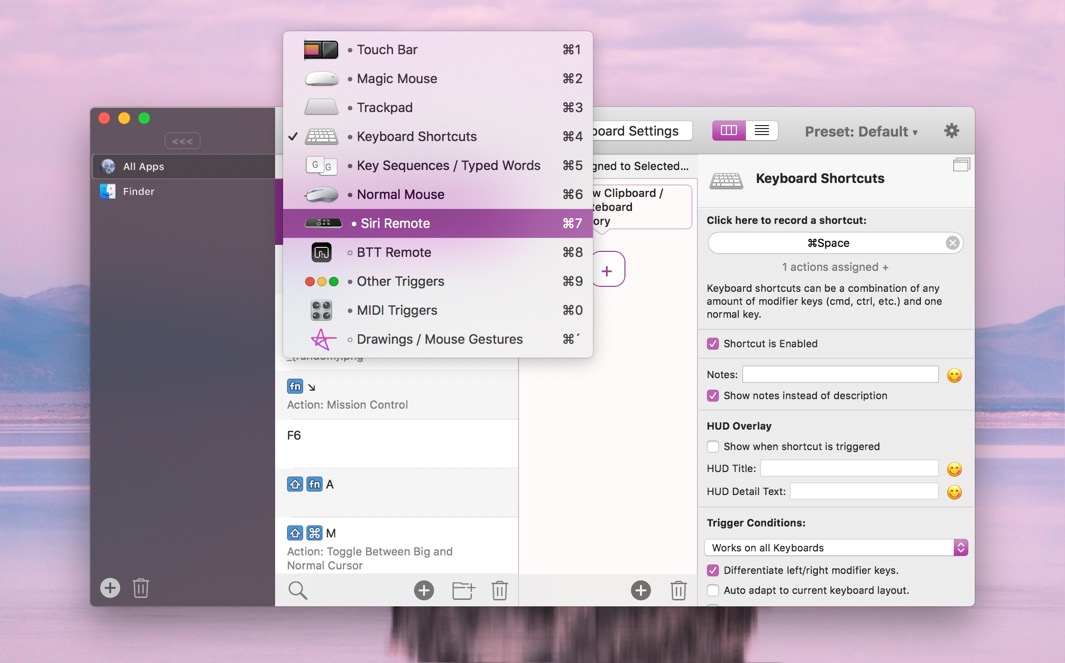 • Touch Bar ⌘1
• Magic Mouse ⌘2
• Trackpad ⌘3
✓ • Keyboard Shortcuts ⌘4
G G • Key Sequences / Typed Words ⌘5
• Normal Mouse ⌘6
• Siri Remote ⌘7
○ BTT Remote ⌘8
• Other Triggers ⌘9
• MIDI Triggers ⌘0
○ Drawings / Mouse Gestures ⌘´
<<<
All Apps
Finder
fn ↘
Action: Mission Control
F6
⇧ fn A
⇧ ⌘ M
Action: Toggle Between Big and
Normal Cursor
board Settings
Preset: Default ▾
gned to Selected...
w Clipboard /
teboard
ory
+
Keyboard Shortcuts
Click here to record a shortcut:
⌘Space
1 actions assigned +
Keyboard shortcuts can be a combination of any
amount of modifier keys (cmd, ctrl, etc.) and one
normal key.
Shortcut is Enabled
Notes:
Show notes instead of description
HUD Overlay
Show when shortcut is triggered
HUD Title:
HUD Detail Text:
Trigger Conditions:
Works on all Keyboards
Differentiate left/right modifier keys.
Auto adapt to current keyboard layout.